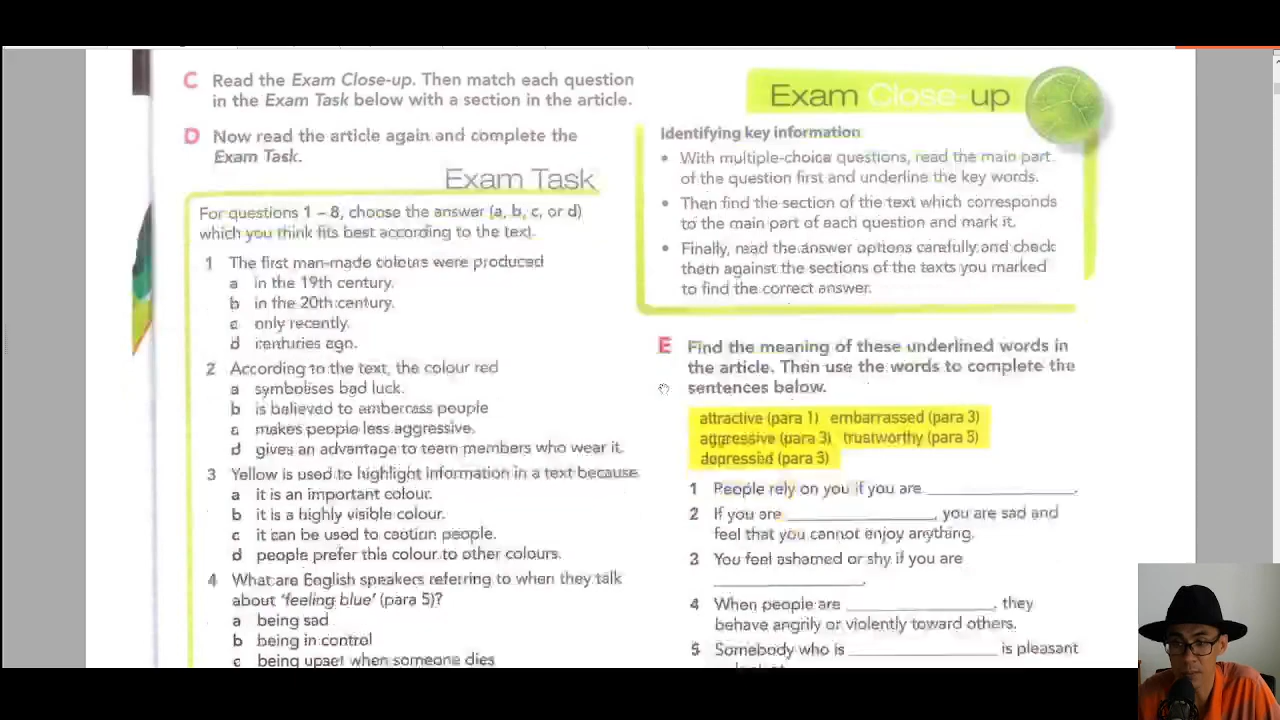 C Read the Exam Close-up. Then match each question
in the Exam Task below with a section in the article.
D Now read the article again and complete the
Exam Task.
Exam Task
For questions 1 – 8, choose the answer (a, b, c, or d)
which you think fits best according to the text.
1 The first man-made colours were produced
a in the 19th century.
b in the 20th century.
c only recently.
d centuries ago.
2 According to the text, the colour red
a symbolises bad luck.
b is believed to embarrass people
c makes people less aggressive.
d gives an advantage to team members who wear it.
3 Yellow is used to highlight information in a text because
a it is an important colour.
b it is a highly visible colour.
c it can be used to caution people.
d people prefer this colour to other colours.
4 What are English speakers referring to when they talk
about 'feeling blue' (para 5)?
a being sad
b being in control
c being upset when someone dies
Exam Close-up
Identifying key information
• With multiple-choice questions, read the main part
of the question first and underline the key words.
• Then find the section of the text which corresponds
to the main part of each question and mark it.
• Finally, read the answer options carefully and check
them against the sections of the texts you marked
to find the correct answer.
E Find the meaning of these underlined words in
the article. Then use the words to complete the
sentences below.
attractive (para 1) embarrassed (para 3)
aggressive (para 3) trustworthy (para 5)
depressed (para 5)
1 People rely on you if you are ____________.
2 If you are ____________, you are sad and
feel that you cannot enjoy anything.
3 You feel ashamed or shy if you are
____________.
4 When people are ____________, they
behave angrily or violently toward others.
5 Somebody who is ____________ is pleasant